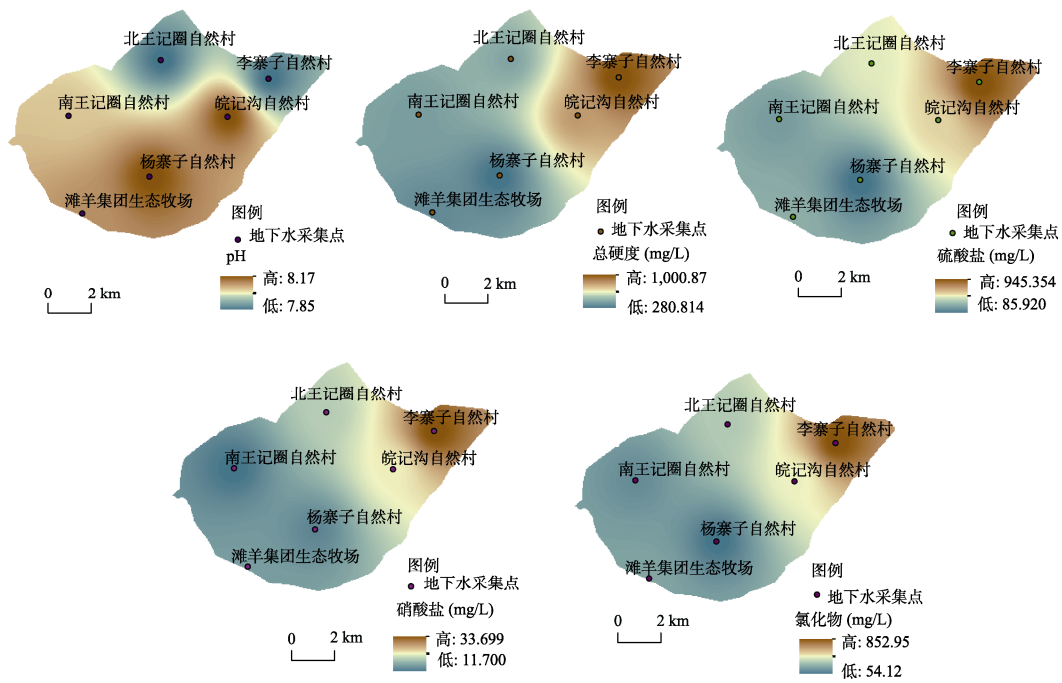 北王记圈自然村
李寨子自然村
南王记圈自然村
皖记沟自然村
杨寨子自然村
滩羊集团生态牧场
图例
地下水采集点
pH
高: 8.17
低: 7.85
0 2 km
北王记圈自然村
李寨子自然村
南王记圈自然村
皖记沟自然村
杨寨子自然村
滩羊集团生态牧场
图例
地下水采集点
总硬度 (mg/L)
高: 1,000.87
低: 280.814
0 2 km
北王记圈自然村
李寨子自然村
南王记圈自然村
皖记沟自然村
杨寨子自然村
滩羊集团生态牧场
图例
地下水采集点
硫酸盐 (mg/L)
高: 945.354
低: 85.920
0 2 km
北王记圈自然村
李寨子自然村
南王记圈自然村
皖记沟自然村
杨寨子自然村
滩羊集团生态牧场
图例
地下水采集点
硝酸盐 (mg/L)
高: 33.699
低: 11.700
0 2 km
北王记圈自然村
李寨子自然村
南王记圈自然村
皖记沟自然村
杨寨子自然村
滩羊集团生态牧场
图例
地下水采集点
氯化物 (mg/L)
高: 852.95
低: 54.12
0 2 km